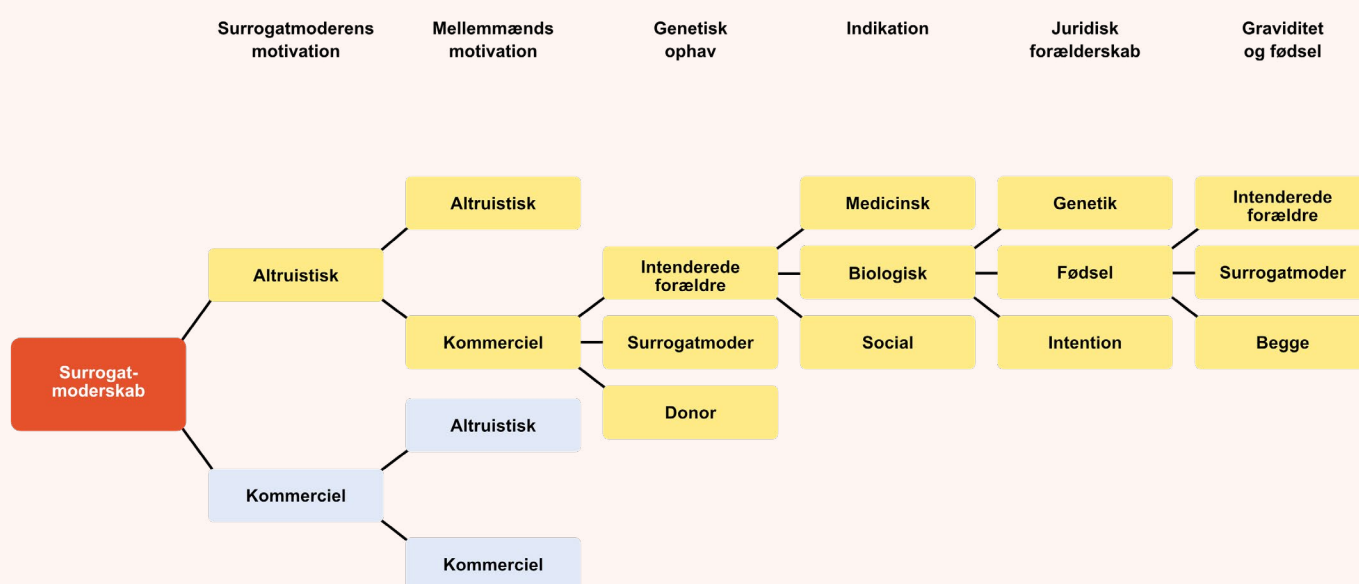 Surrogatmoderens
motivation
Mellemmænds
motivation
Genetisk
ophav
Indikation
Juridisk
forælderskab
Graviditet
og fødsel
Surrogat-
moderskab
Altruistisk
Kommerciel
Altruistisk
Kommerciel
Altruistisk
Kommerciel
Intenderede
forældre
Surrogatmoder
Donor
Medicinsk
Biologisk
Social
Genetik
Fødsel
Intention
Intenderede
forældre
Surrogatmoder
Begge